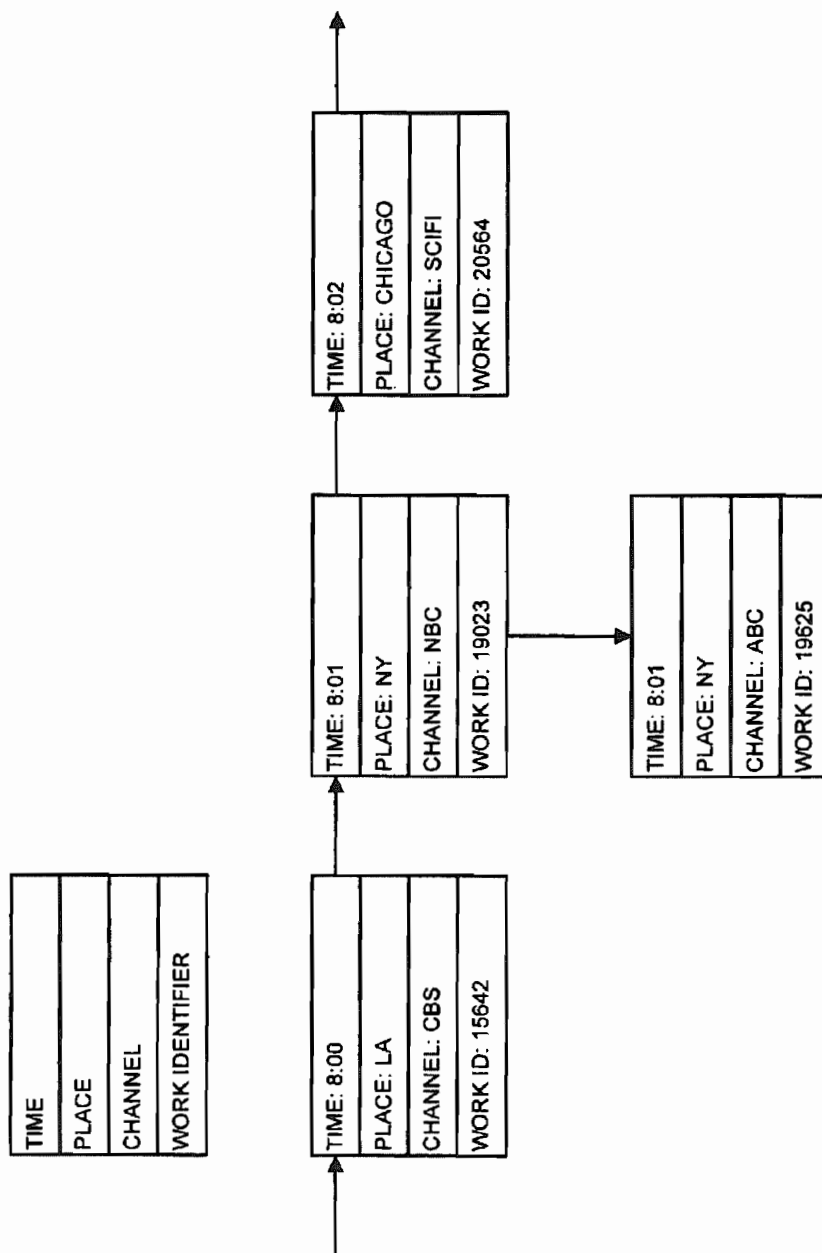 TIME
PLACE
CHANNEL
WORK IDENTIFIER
TIME: 8:00
PLACE: LA
CHANNEL: CBS
WORK ID: 15642
TIME: 8:01
PLACE: NY
CHANNEL: NBC
WORK ID: 19023
TIME: 8:02
PLACE: CHICAGO
CHANNEL: SCIFI
WORK ID: 20564
TIME: 8:01
PLACE: NY
CHANNEL: ABC
WORK ID: 19625